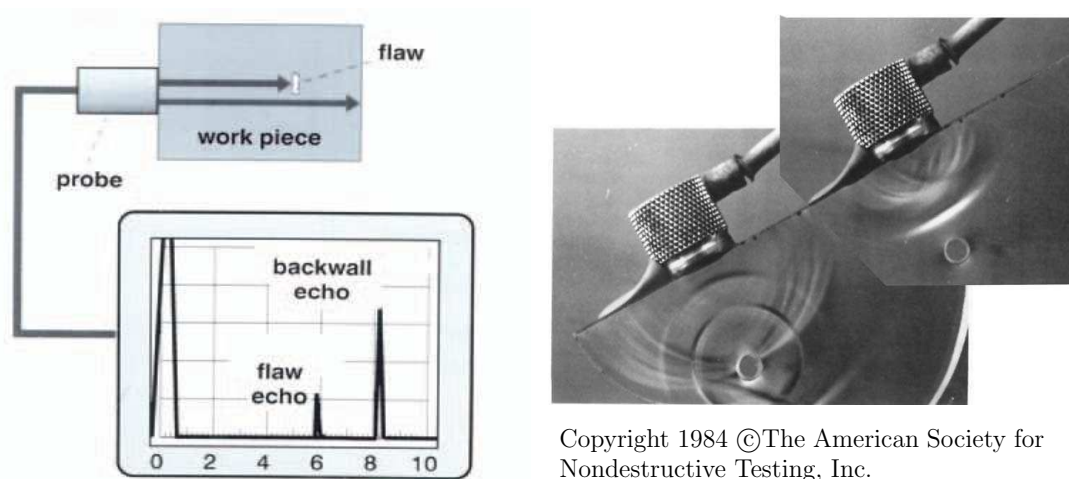 flaw
work piece
probe
backwall
echo
flaw
echo
0 2 4 6 8 10
Copyright 1984 ©The American Society for
Nondestructive Testing, Inc.